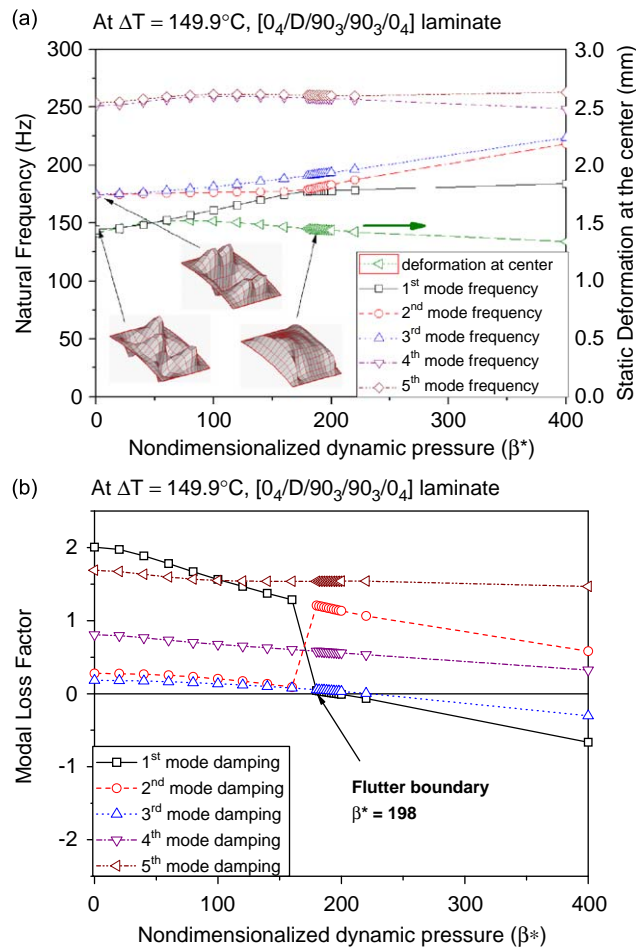 (a) At ΔT = 149.9°C, [0₄/D/90₃/90₃/0₄] laminate
300
250
200
150
100
50
0
Natural Frequency (Hz)
3.0
2.5
2.0
1.5
1.0
0.5
0.0
Static Deformation at the center (mm)
deformation at center
1st mode frequency
2nd mode frequency
3rd mode frequency
4th mode frequency
5th mode frequency
0 100 200 300 400
Nondimensionalized dynamic pressure (β*)
(b) At ΔT = 149.9°C, [0₄/D/90₃/90₃/0₄] laminate
2
1
0
-1
-2
Modal Loss Factor
1st mode damping
2nd mode damping
3rd mode damping
4th mode damping
5th mode damping
Flutter boundary
β* = 198
0 100 200 300 400
Nondimensionalized dynamic pressure (β*)